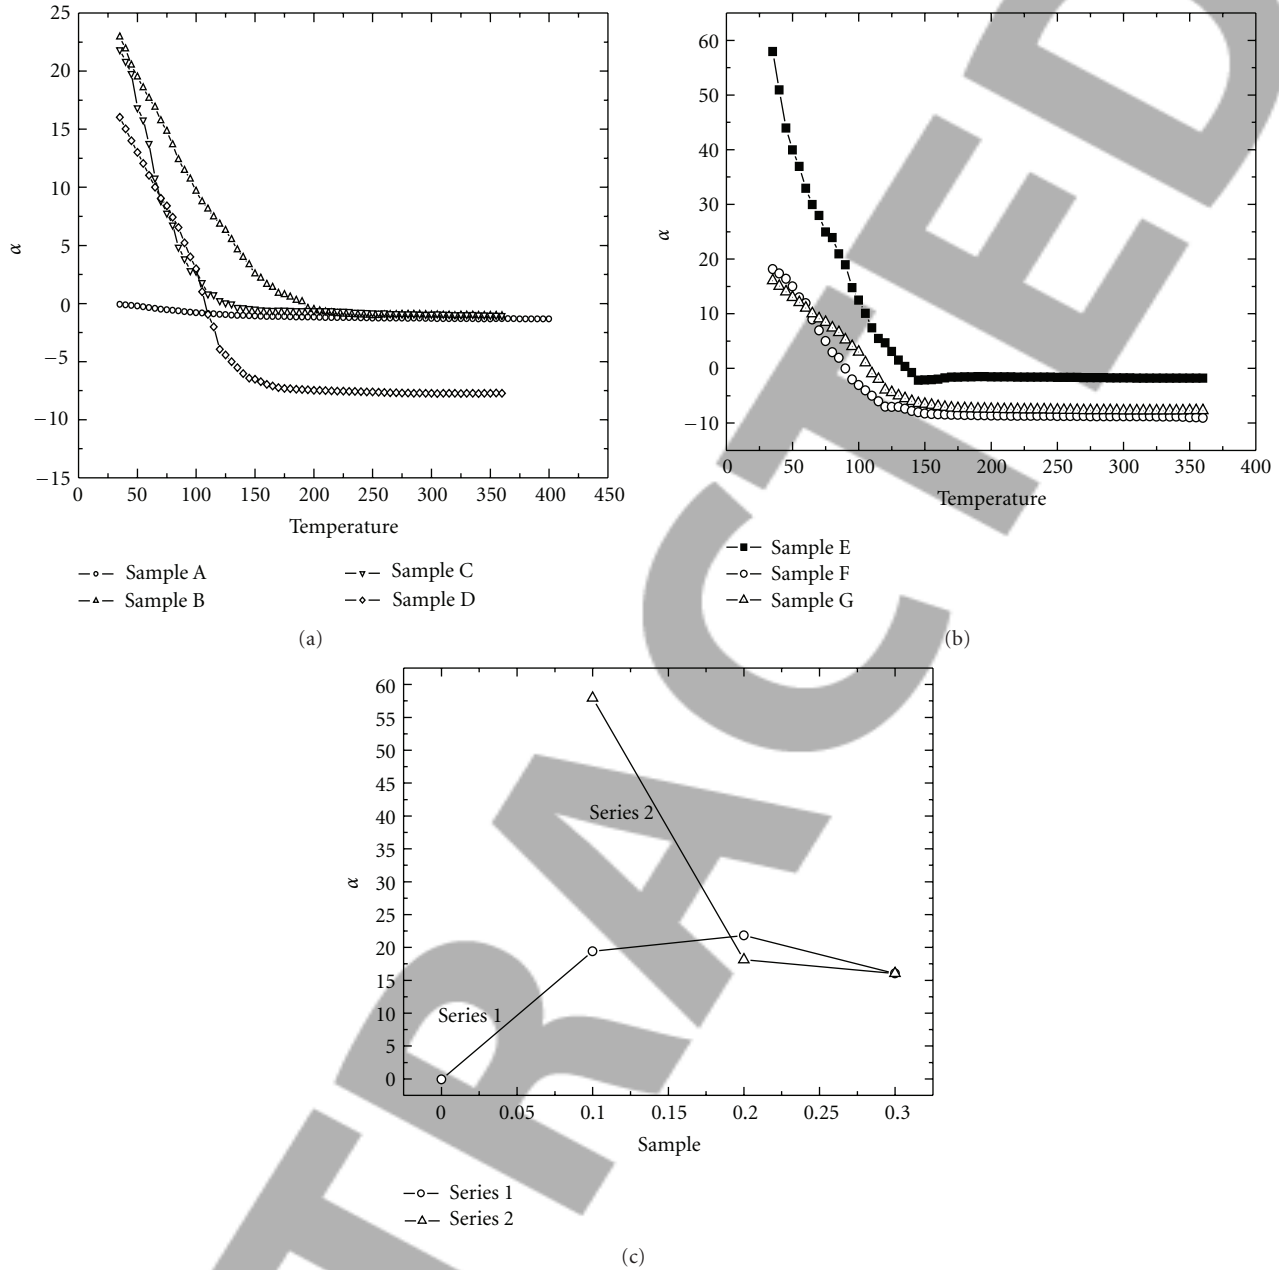 25
20
15
10
5
0
−5
−10
−15
α
0 50 100 150 200 250 300 350 400 450
Temperature
Sample A
Sample B
Sample C
Sample D
(a)
60
50
40
30
20
10
0
−10
α
0 50 100 150 200 250 300 350 400
Temperature
Sample E
Sample F
Sample G
(b)
60
55
50
45
40
35
30
25
20
15
10
5
0
α
Series 2
Series 1
0 0.05 0.1 0.15 0.2 0.25 0.3
Sample
Series 1
Series 2
(c)
TRACTED